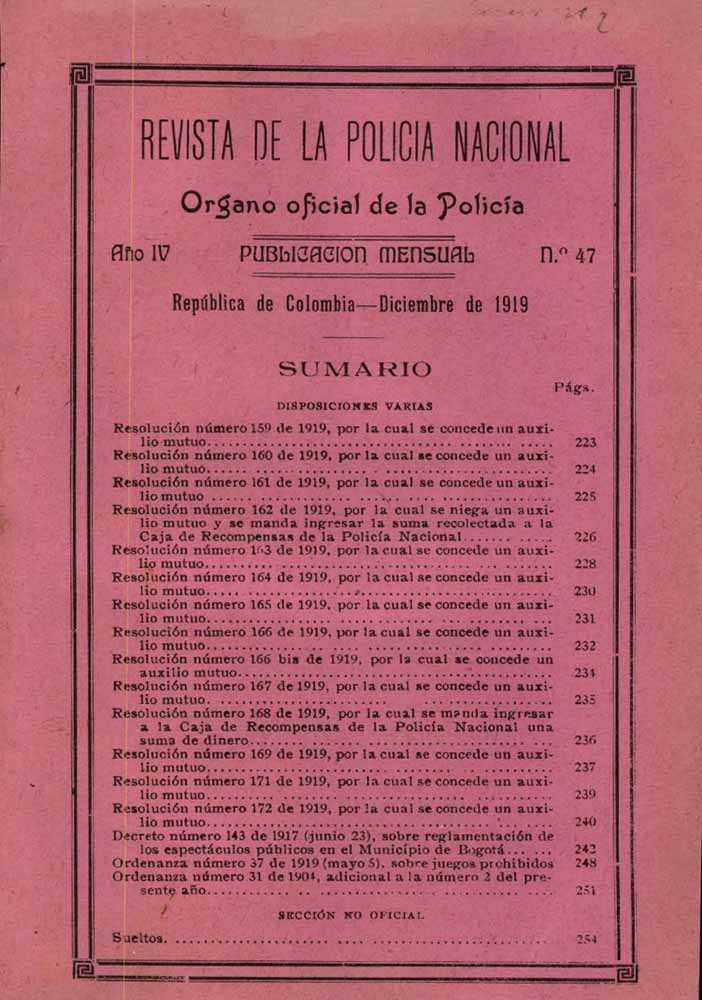 REVISTA DE LA POLICIA NACIONAL
Organo oficial de la Policía
Año IV PUBLICACION MENSUAL N.º 47
República de Colombia—Diciembre de 1919
SUMARIO
Págs.
DISPOSICIONES VARIAS
Resolución número 159 de 1919, por la cual se concede un auxi-
lio mutuo........................................ 223
Resolución número 160 de 1919, por la cual se concede un auxi-
lio mutuo........................................ 224
Resolución número 161 de 1919, por la cual se concede un auxi-
lio mutuo ........................................ 225
Resolución número 162 de 1919, por la cual se niega un auxi-
lio mutuo y se manda ingresar la suma recolectada a la
Caja de Recompensas de la Policía Nacional............ 226
Resolución número 163 de 1919, por la cual se concede un auxi-
lio mutuo........................................ 228
Resolución número 164 de 1919, por la cual se concede un auxi-
lio mutuo........................................ 230
Resolución número 165 de 1919, por la cual se concede un auxi-
lio mutuo........................................ 231
Resolución número 166 de 1919, por la cual se concede un auxi-
lio mutuo........................................ 232
Resolución número 166 bis de 1919, por la cual se concede un
auxilio mutuo........................................ 234
Resolución número 167 de 1919, por la cual se concede un auxi-
lio mutuo. ........................................ 235
Resolución número 168 de 1919, por la cual se manda ingresar
a la Caja de Recompensas de la Policía Nacional una
suma de dinero........................................ 236
Resolución número 169 de 1919, por la cual se concede un auxi-
lio mutuo........................................ 237
Resolución número 171 de 1919, por la cual se concede un auxi-
lio mutuo........................................ 239
Resolución número 172 de 1919, por la cual se concede un auxi-
lio mutuo........................................ 240
Decreto número 143 de 1917 (junio 23), sobre reglamentación de
los espectáculos públicos en el Municipio de Bogotá...... 242
Ordenanza número 37 de 1919 (mayo 5), sobre juegos prohibidos 248
Ordenanza número 31 de 1904, adicional a la número 2 del pre-
sente año........................................ 251
SECCIÓN NO OFICIAL
Sueltos. ........................................ 254